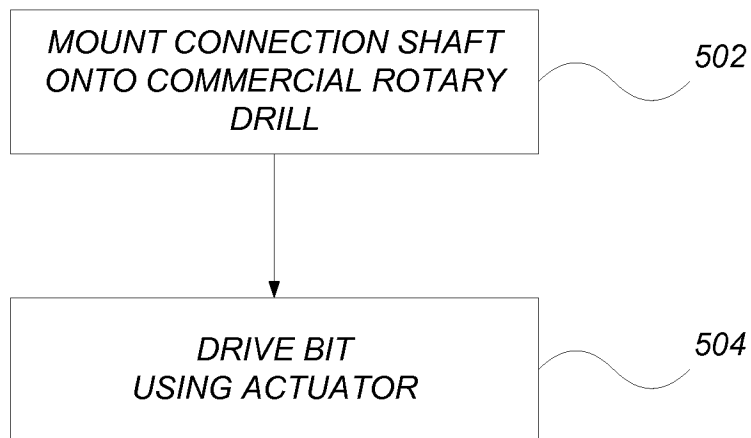 MOUNT CONNECTION SHAFT
ONTO COMMERCIAL ROTARY
DRILL
502
DRIVE BIT
USING ACTUATOR
504